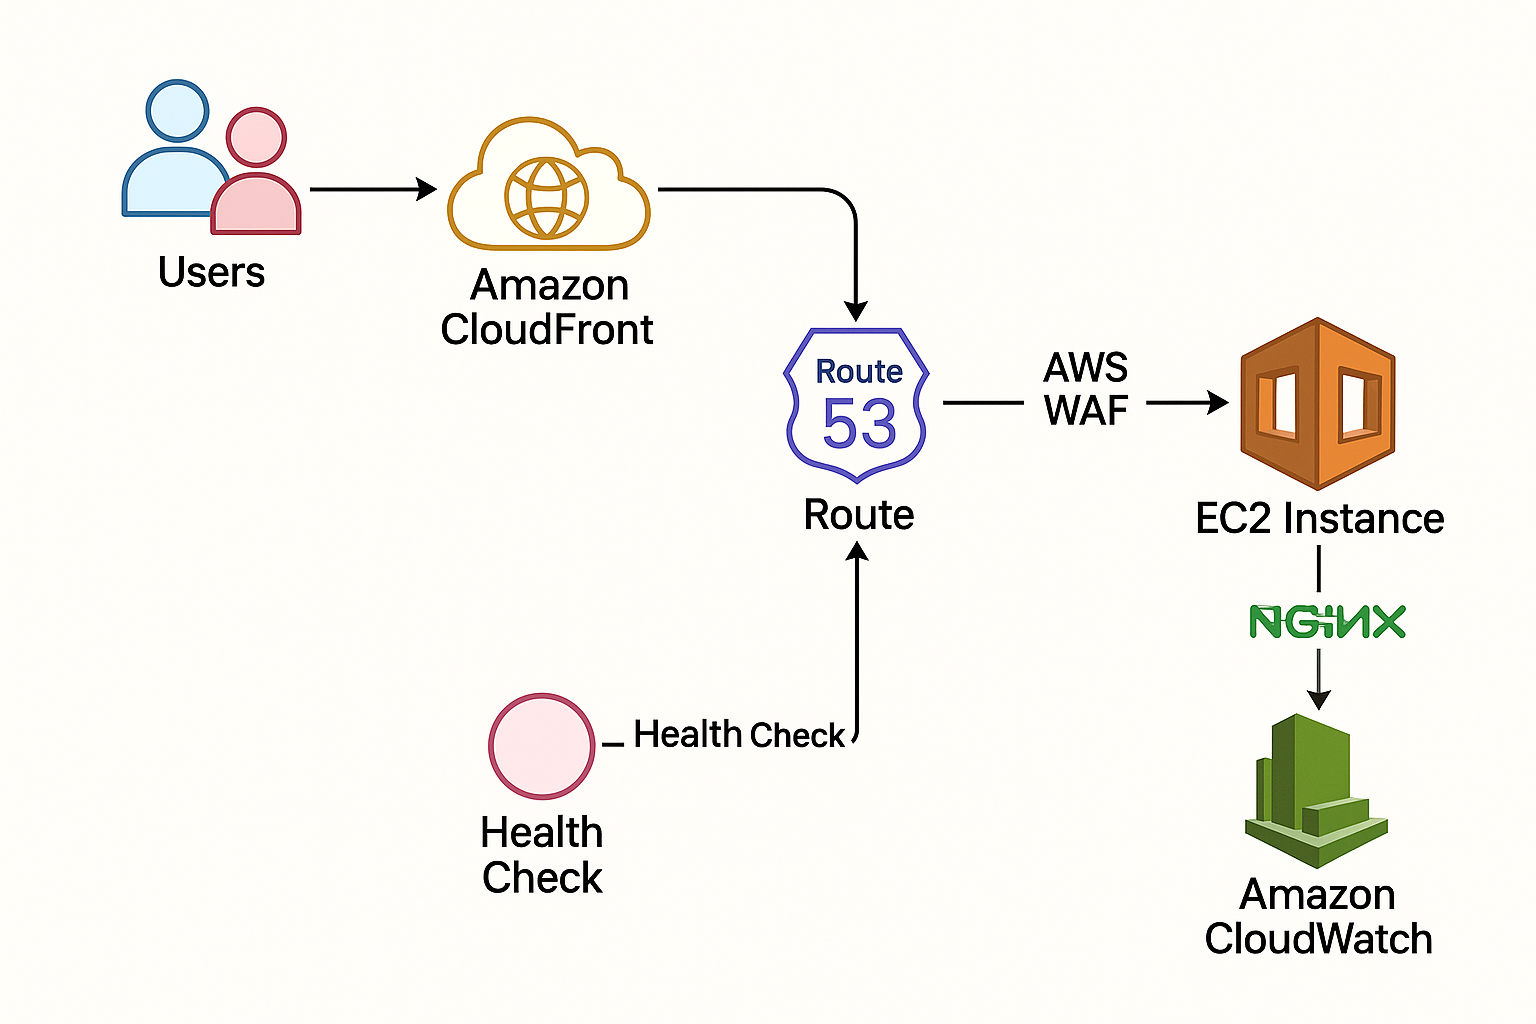 Users
Amazon
CloudFront
Route
53
Route
AWS
WAF
EC2 Instance
NGINX
Health Check
Health
Check
Amazon
CloudWatch